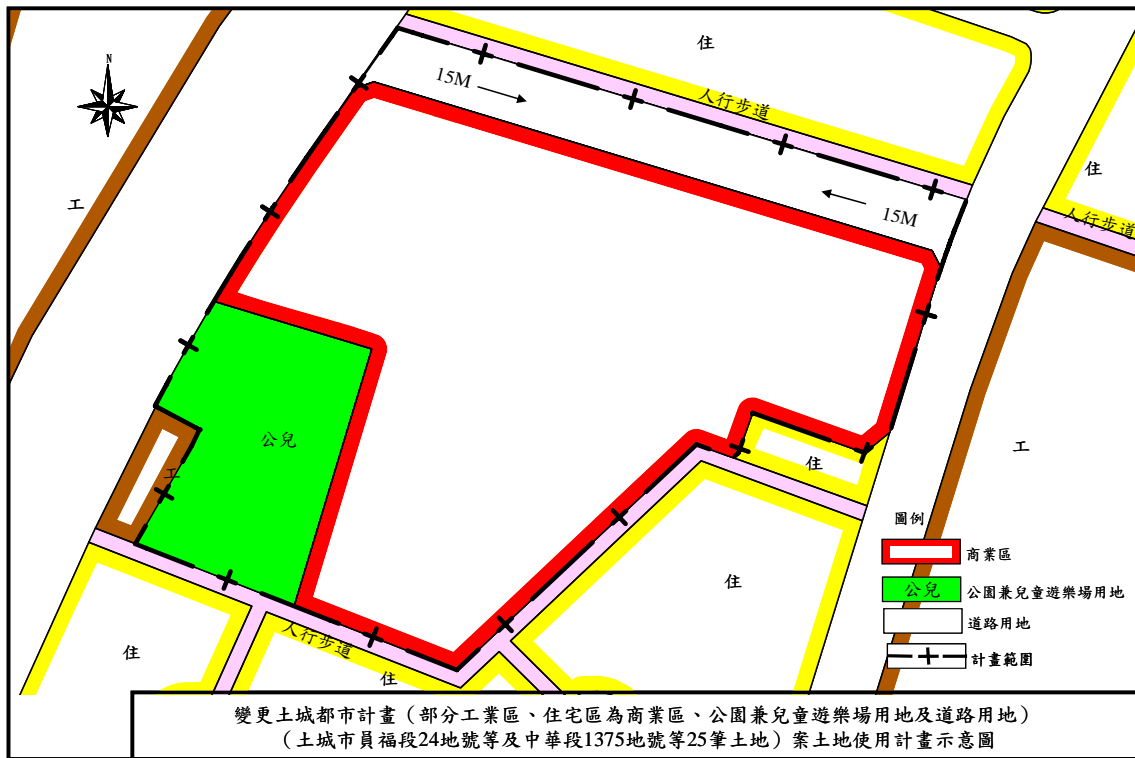 N
住
15M
人行步道
住
工
15M
人行步道
公兒
工
住
工
圖例
商業區
公兒
公園兼兒童遊樂場用地
道路用地
計畫範圍
住
人行步道
住
住
變更土城都市計畫（部分工業區、住宅區為商業區、公園兼兒童遊樂場用地及道路用地）
（土城市員福段24地號等及中華段1375地號等25筆土地）案土地使用計畫示意圖